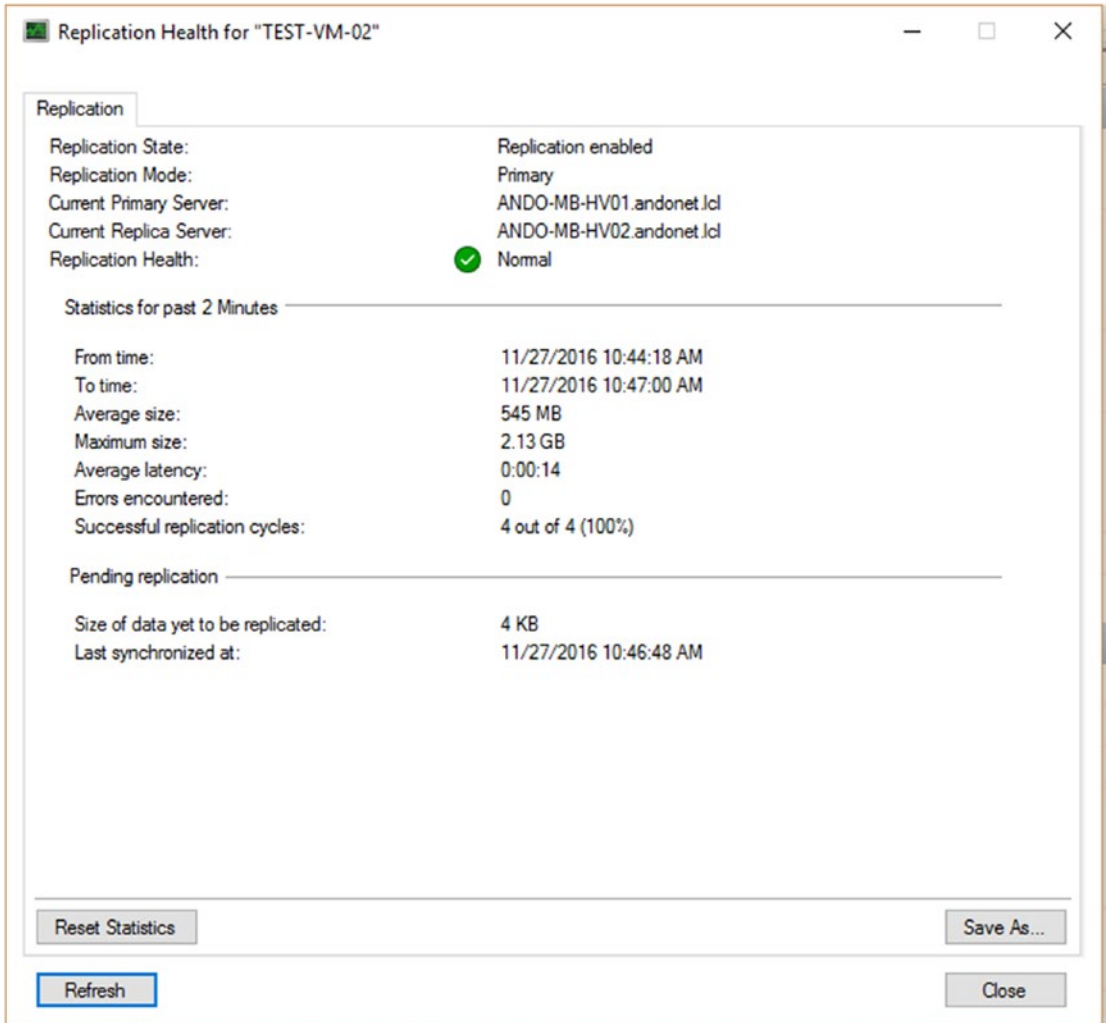 Replication Health for "TEST-VM-02"
Replication
Replication State: Replication enabled
Replication Mode: Primary
Current Primary Server: ANDO-MB-HV01.andonet.lcl
Current Replica Server: ANDO-MB-HV02.andonet.lcl
Replication Health: Normal
Statistics for past 2 Minutes
From time: 11/27/2016 10:44:18 AM
To time: 11/27/2016 10:47:00 AM
Average size: 545 MB
Maximum size: 2.13 GB
Average latency: 0:00:14
Errors encountered: 0
Successful replication cycles: 4 out of 4 (100%)
Pending replication
Size of data yet to be replicated: 4 KB
Last synchronized at: 11/27/2016 10:46:48 AM
Reset Statistics Save As...
Refresh Close